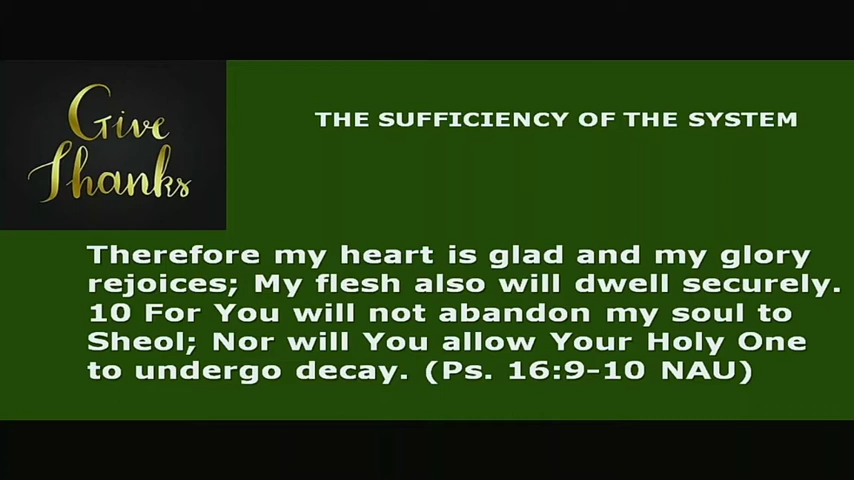 Give
Thanks
THE SUFFICIENCY OF THE SYSTEM
Therefore my heart is glad and my glory
rejoices; My flesh also will dwell securely.
10 For You will not abandon my soul to
Sheol; Nor will You allow Your Holy One
to undergo decay. (Ps. 16:9-10 NAU)